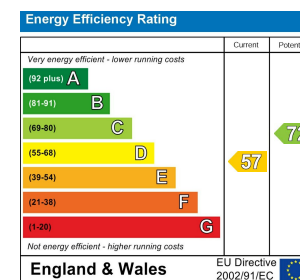 Energy Efficiency Rating
Current
Very energy efficient - lower running costs
(92 plus) A
(81-91) B
(69-80) C
(55-68) D
57
(39-54) E
(21-38) F
(1-20) G
Not energy efficient - higher running costs
England & Wales
EU Directive
2002/91/EC